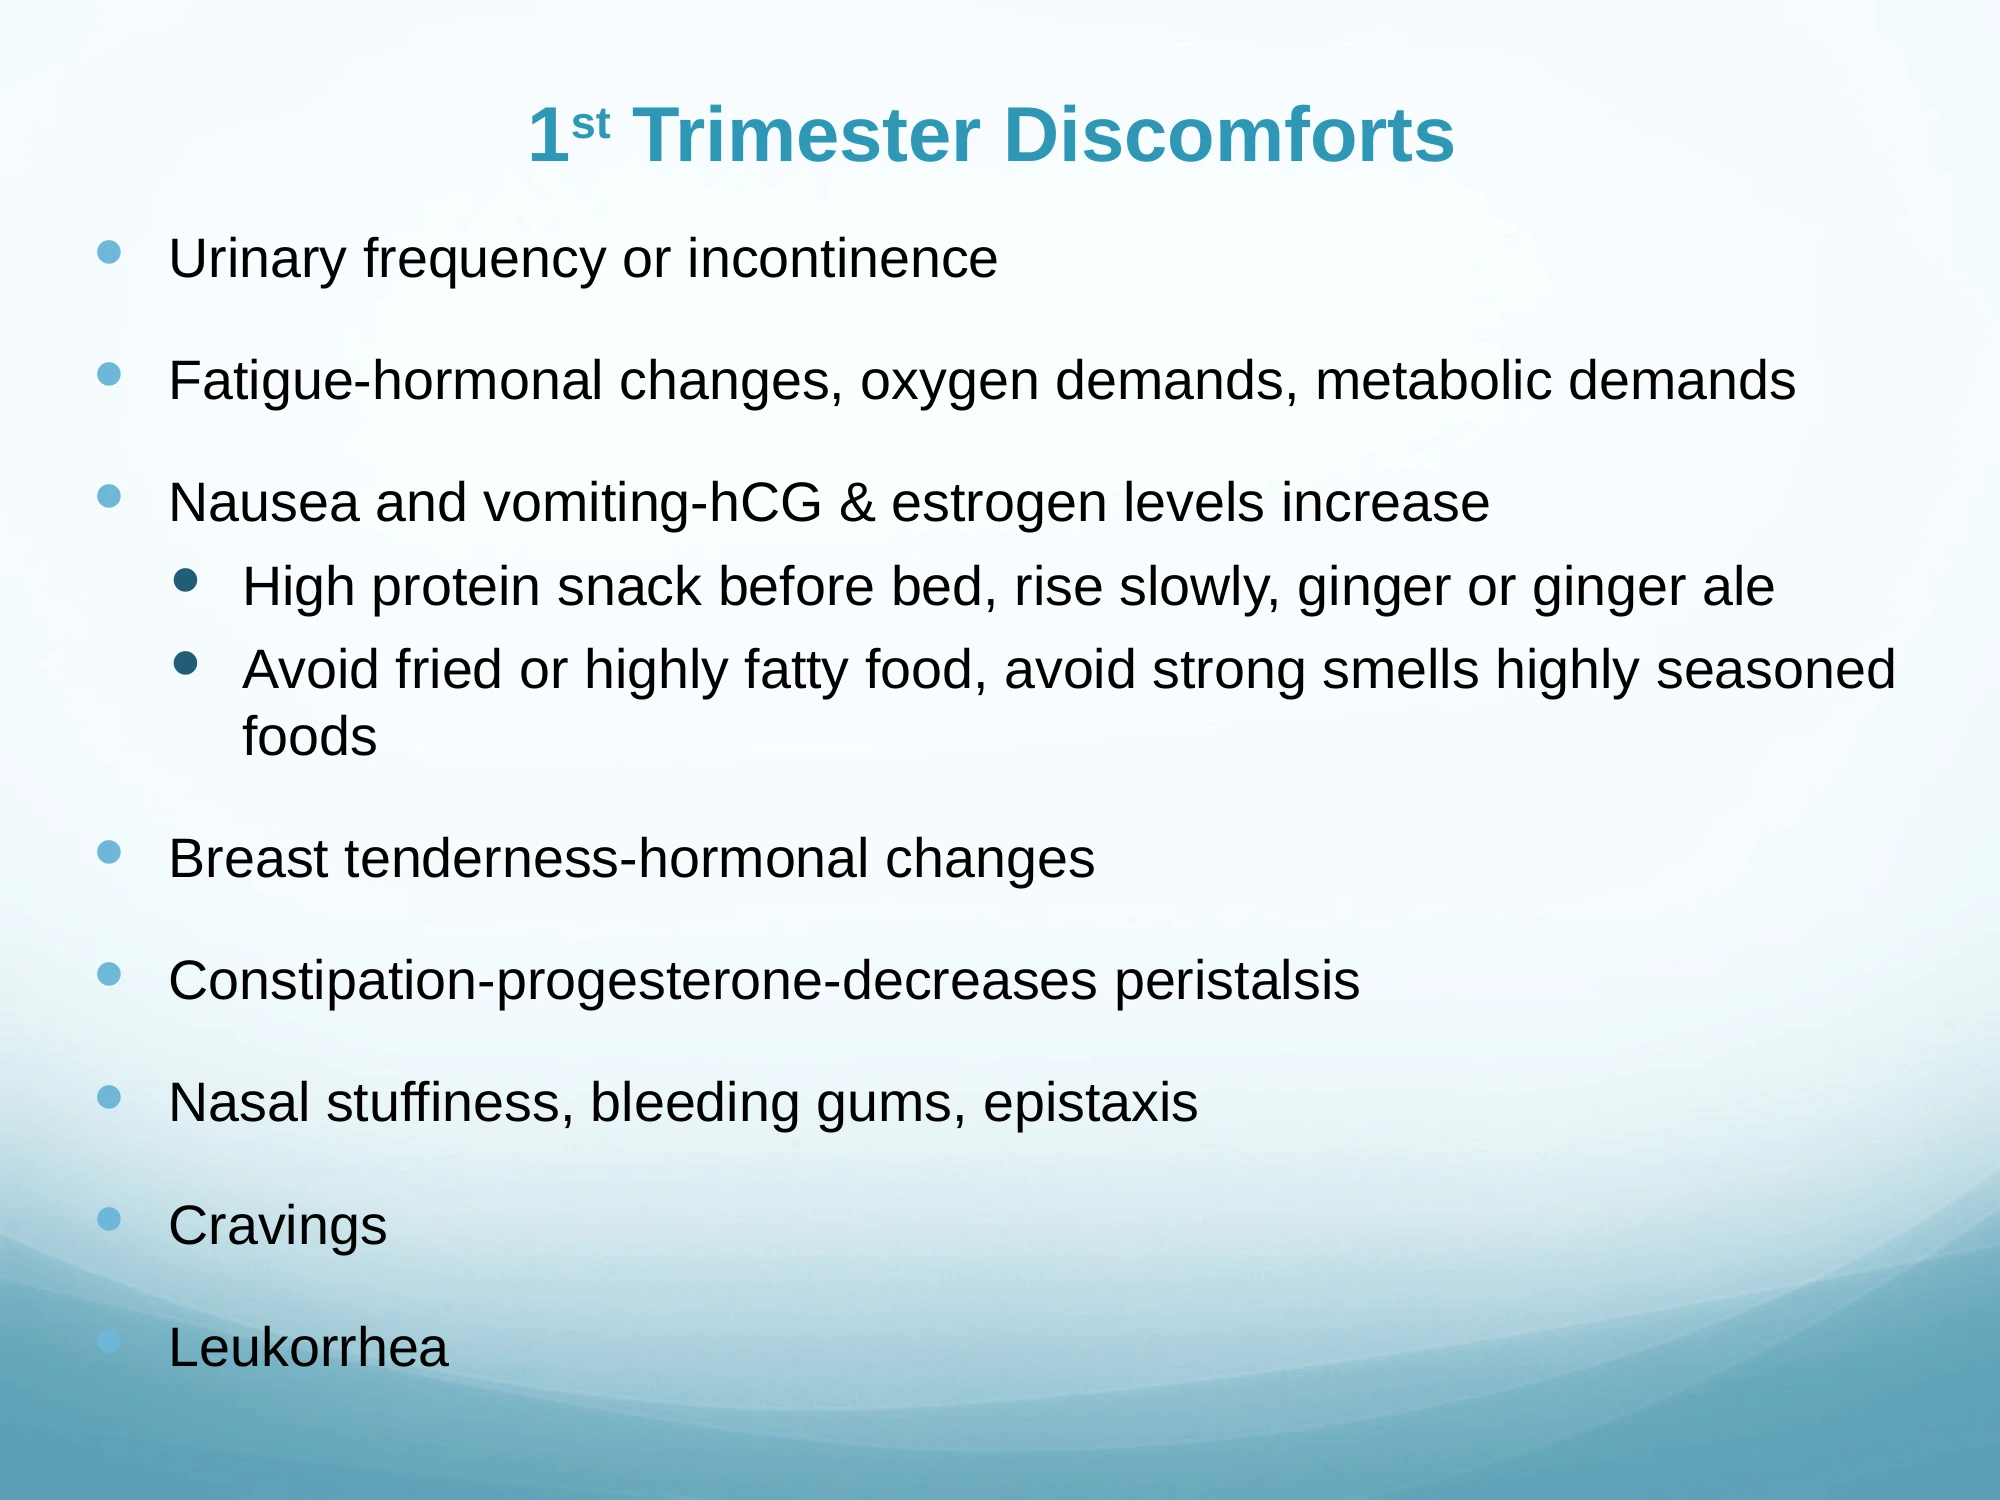 1st Trimester Discomforts
• Urinary frequency or incontinence
• Fatigue-hormonal changes, oxygen demands, metabolic demands
• Nausea and vomiting-hCG & estrogen levels increase
• High protein snack before bed, rise slowly, ginger or ginger ale
• Avoid fried or highly fatty food, avoid strong smells highly seasoned
foods
• Breast tenderness-hormonal changes
• Constipation-progesterone-decreases peristalsis
• Nasal stuffiness, bleeding gums, epistaxis
• Cravings
• Leukorrhea